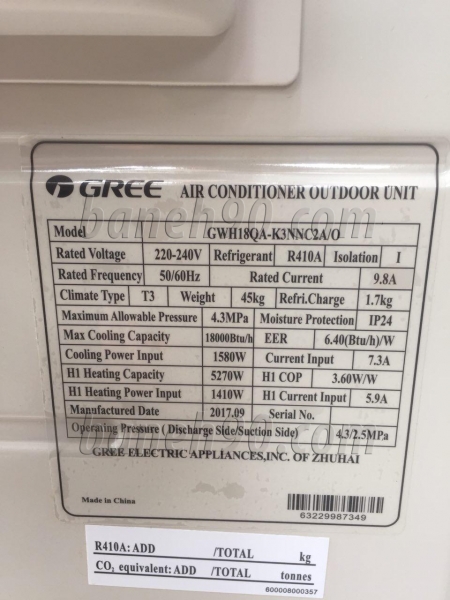 GREE AIR CONDITIONER OUTDOOR UNIT
baneh90.com
Model GWH18QA-K3NNC2A/O
Rated Voltage 220-240V Refrigerant R410A Isolation I
Rated Frequency 50/60Hz Rated Current 9.8A
Climate Type T3 Weight 45kg Refri.Charge 1.7kg
Maximum Allowable Pressure 4.3MPa Moisture Protection IP24
Max Cooling Capacity 18000Btu/h EER 6.40(Btu/h)/W
Cooling Power Input 1580W Current Input 7.3A
H1 Heating Capacity 5270W H1 COP 3.60W/W
H1 Heating Power Input 1410W H1 Current Input 5.9A
Manufactured Date 2017.09 Serial No.
baneh90.com
Operating Pressure ( Discharge Side/Suction Side) 4.3/2.5MPa
GREE ELECTRIC APPLIANCES,INC. OF ZHUHAI
Made in China
63229987349
R410A: ADD /TOTAL kg
CO2 equivalent: ADD /TOTAL tonnes
600008000357